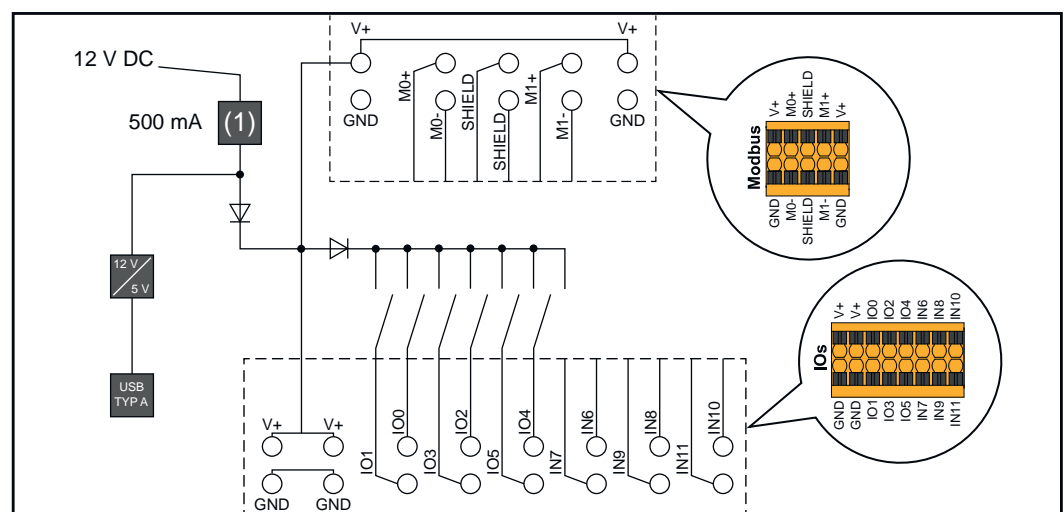 V+ V+
12 V DC
M0+ SHIELD M1+
500 mA (1)
GND M0- SHIELD M1- GND
V+ M0+ SHIELD M1+ V+
Modbus
GND M0- SHIELD M1- GND
12 V
5 V
USB
TYP A
V+ V+ IO0 IO2 IO4 IN6 IN8 IN10
IOs
GND GND IO1 IO3 IO5 IN7 IN9 IN11
V+ V+ IO0 IO2 IO4 IN6 IN8 IN10
IO1 IO3 IO5 IN7 IN9 IN11
GND GND